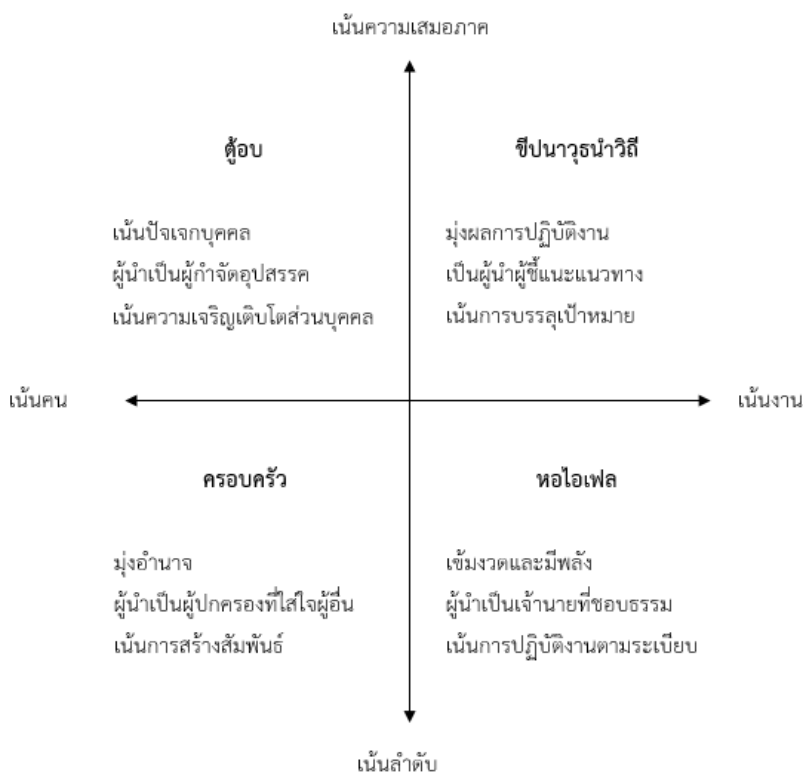 เน้นความเสมอภาค
ตู้อบ
เน้นปัจเจกบุคคล
ผู้นำเป็นผู้กำจัดอุปสรรค
เน้นความเจริญเติบโตส่วนบุคคล
ขีปนาวุธนำวิถี
มุ่งผลการปฏิบัติงาน
เป็นผู้นำผู้ชี้แนะแนวทาง
เน้นการบรรลุเป้าหมาย
เน้นคน
เน้นงาน
ครอบครัว
มุ่งอำนาจ
ผู้นำเป็นผู้ปกครองที่ใส่ใจผู้อื่น
เน้นการสร้างสัมพันธ์
หอไอเฟล
เข้มงวดและมีพลัง
ผู้นำเป็นเจ้านายที่ชอบธรรม
เน้นการปฏิบัติงานตามระเบียบ
เน้นลำดับ